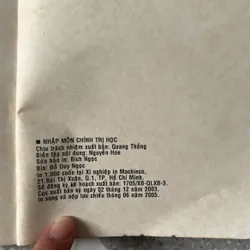 ■ NHẬP MÔN CHÍNH TRỊ HỌC
Chịu trách nhiệm xuất bản: Quang Thắng
Biên tập nội dung: Nguyên Hoe
Sửa bản in: Bích Ngọc
Bìa: Đỗ Duy Ngọc
In 1.000 cuốn tại Xí nghiệp in Machinco,
21 Bùi Thị Xuân, Q.1, TP. Hồ Chí Minh.
Số đăng ký kế hoạch xuất bản: 1705/XB-QLXB-3.
Cục xuất bản ký ngày 02 th 12 năm 2003.
In xong và nộp lưu chiểu tháng 06 năm 2005.